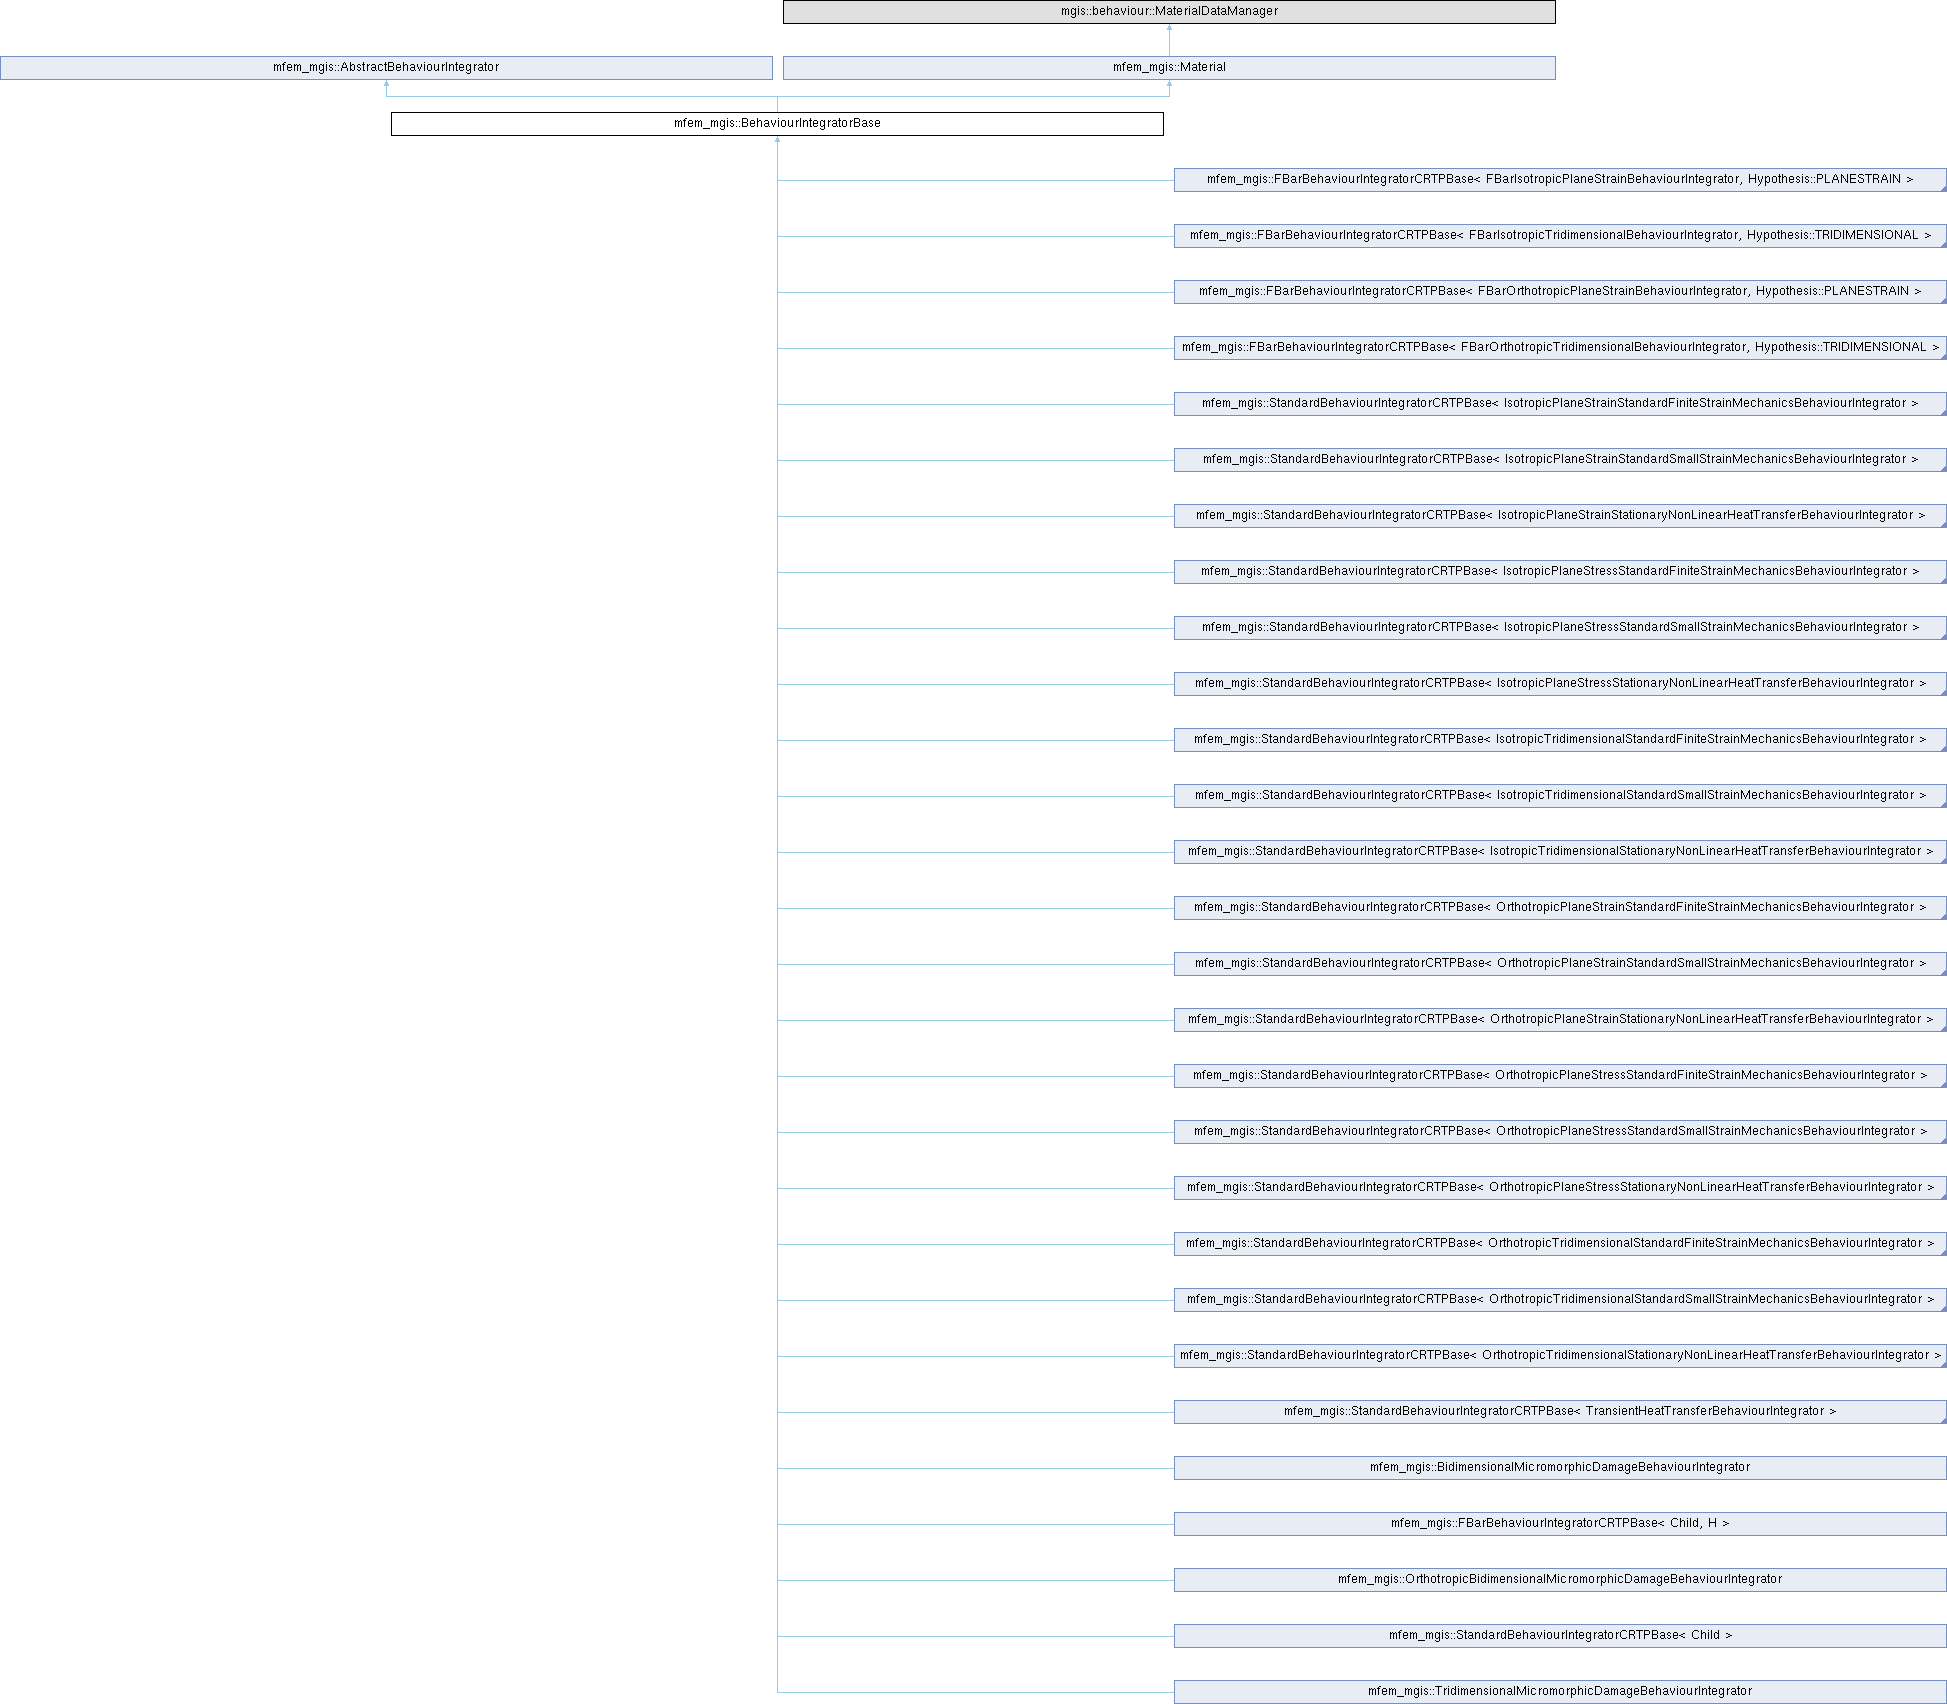 mgis::behaviour::MaterialDataManager
mfem_mgis::AbstractBehaviourIntegrator
mfem_mgis::Material
mfem_mgis::BehaviourIntegratorBase
mfem_mgis::FBarBehaviourIntegratorCRTPBase< FBarIsotropicPlaneStrainBehaviourIntegrator, Hypothesis::PLANESTRAIN >
mfem_mgis::FBarBehaviourIntegratorCRTPBase< FBarIsotropicTridimensionalBehaviourIntegrator, Hypothesis::TRIDIMENSIONAL >
mfem_mgis::FBarBehaviourIntegratorCRTPBase< FBarOrthotropicPlaneStrainBehaviourIntegrator, Hypothesis::PLANESTRAIN >
mfem_mgis::FBarBehaviourIntegratorCRTPBase< FBarOrthotropicTridimensionalBehaviourIntegrator, Hypothesis::TRIDIMENSIONAL >
mfem_mgis::StandardBehaviourIntegratorCRTPBase< IsotropicPlaneStrainStandardFiniteStrainMechanicsBehaviourIntegrator >
mfem_mgis::StandardBehaviourIntegratorCRTPBase< IsotropicPlaneStrainStandardSmallStrainMechanicsBehaviourIntegrator >
mfem_mgis::StandardBehaviourIntegratorCRTPBase< IsotropicPlaneStrainStationaryNonLinearHeatTransferBehaviourIntegrator >
mfem_mgis::StandardBehaviourIntegratorCRTPBase< IsotropicPlaneStressStandardFiniteStrainMechanicsBehaviourIntegrator >
mfem_mgis::StandardBehaviourIntegratorCRTPBase< IsotropicPlaneStressStandardSmallStrainMechanicsBehaviourIntegrator >
mfem_mgis::StandardBehaviourIntegratorCRTPBase< IsotropicPlaneStressStationaryNonLinearHeatTransferBehaviourIntegrator >
mfem_mgis::StandardBehaviourIntegratorCRTPBase< IsotropicTridimensionalStandardFiniteStrainMechanicsBehaviourIntegrator >
mfem_mgis::StandardBehaviourIntegratorCRTPBase< IsotropicTridimensionalStandardSmallStrainMechanicsBehaviourIntegrator >
mfem_mgis::StandardBehaviourIntegratorCRTPBase< IsotropicTridimensionalStationaryNonLinearHeatTransferBehaviourIntegrator >
mfem_mgis::StandardBehaviourIntegratorCRTPBase< OrthotropicPlaneStrainStandardFiniteStrainMechanicsBehaviourIntegrator >
mfem_mgis::StandardBehaviourIntegratorCRTPBase< OrthotropicPlaneStrainStandardSmallStrainMechanicsBehaviourIntegrator >
mfem_mgis::StandardBehaviourIntegratorCRTPBase< OrthotropicPlaneStrainStationaryNonLinearHeatTransferBehaviourIntegrator >
mfem_mgis::StandardBehaviourIntegratorCRTPBase< OrthotropicPlaneStressStandardFiniteStrainMechanicsBehaviourIntegrator >
mfem_mgis::StandardBehaviourIntegratorCRTPBase< OrthotropicPlaneStressStandardSmallStrainMechanicsBehaviourIntegrator >
mfem_mgis::StandardBehaviourIntegratorCRTPBase< OrthotropicPlaneStressStationaryNonLinearHeatTransferBehaviourIntegrator >
mfem_mgis::StandardBehaviourIntegratorCRTPBase< OrthotropicTridimensionalStandardFiniteStrainMechanicsBehaviourIntegrator >
mfem_mgis::StandardBehaviourIntegratorCRTPBase< OrthotropicTridimensionalStandardSmallStrainMechanicsBehaviourIntegrator >
mfem_mgis::StandardBehaviourIntegratorCRTPBase< OrthotropicTridimensionalStationaryNonLinearHeatTransferBehaviourIntegrator >
mfem_mgis::StandardBehaviourIntegratorCRTPBase< TransientHeatTransferBehaviourIntegrator >
mfem_mgis::BidimensionalMicromorphicDamageBehaviourIntegrator
mfem_mgis::FBarBehaviourIntegratorCRTPBase< Child, H >
mfem_mgis::OrthotropicBidimensionalMicromorphicDamageBehaviourIntegrator
mfem_mgis::StandardBehaviourIntegratorCRTPBase< Child >
mfem_mgis::TridimensionalMicromorphicDamageBehaviourIntegrator